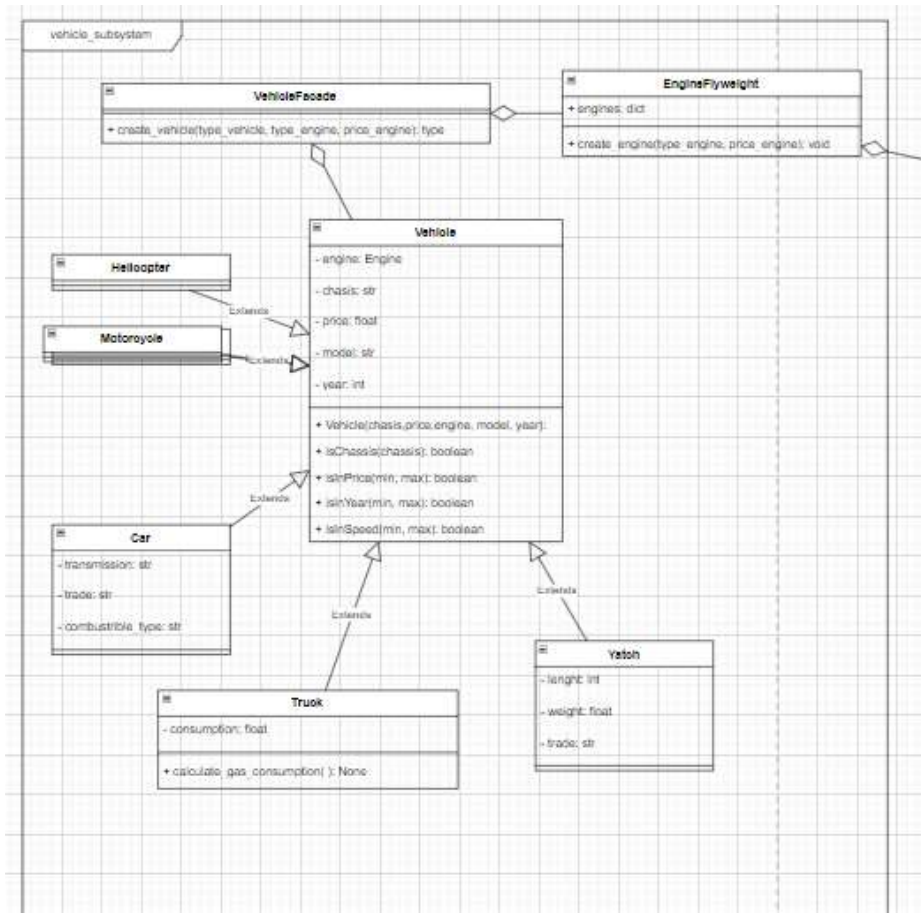 vehicle_subsystem
VehicleFacade
+ create_vehicle(type_vehicle, type_engine, price_engine): type
EngineFlyweight
+ engines: dict
+ create_engine(type_engine, price_engine): void
Vehicle
- engine: Engine
- chasis: str
- price: float
- model: str
- year: int
+ Vehicle(chasis,price,engine, model, year):
+ isChassis(chassis): boolean
+ isInPrice(min, max): boolean
+ isInYear(min, max): boolean
+ isInSpeed(min, max): boolean
Helicopter
Extends
Motorcycle
Extends
Extends
Car
- transmission: str
- trade: str
- combustrible_type: str
Extends
Truck
- consumption: float
+ calculate_gas_consumption( ): None
Extends
Yatch
- lenght: int
- weight: float
- trade: str